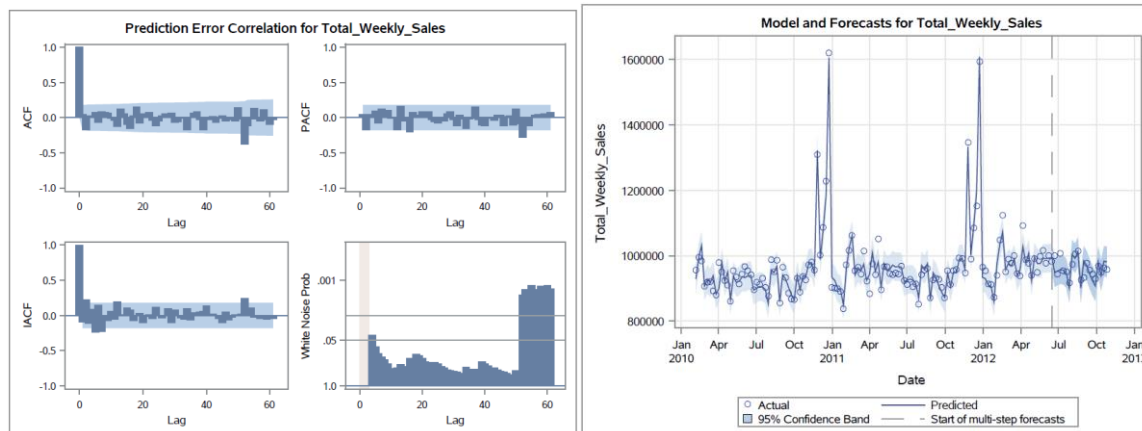 Prediction Error Correlation for Total_Weekly_Sales
1.0
0.5
0.0
-0.5
-1.0
ACF
0 20 40 60
Lag
1.0
0.5
0.0
-0.5
-1.0
PACF
0 20 40 60
Lag
1.0
0.5
0.0
-0.5
-1.0
IACF
0 20 40 60
Lag
.001
.05
1.0
White Noise Prob
0 20 40 60
Lag
Model and Forecasts for Total_Weekly_Sales
1600000
1400000
1200000
1000000
800000
Total_Weekly_Sales
Jan Apr Jul Oct Jan Apr Jul Oct Jan Apr Jul Oct Jan
2010 2011 2012
Date
Actual Predicted
95% Confidence Band Start of multi-step forecasts